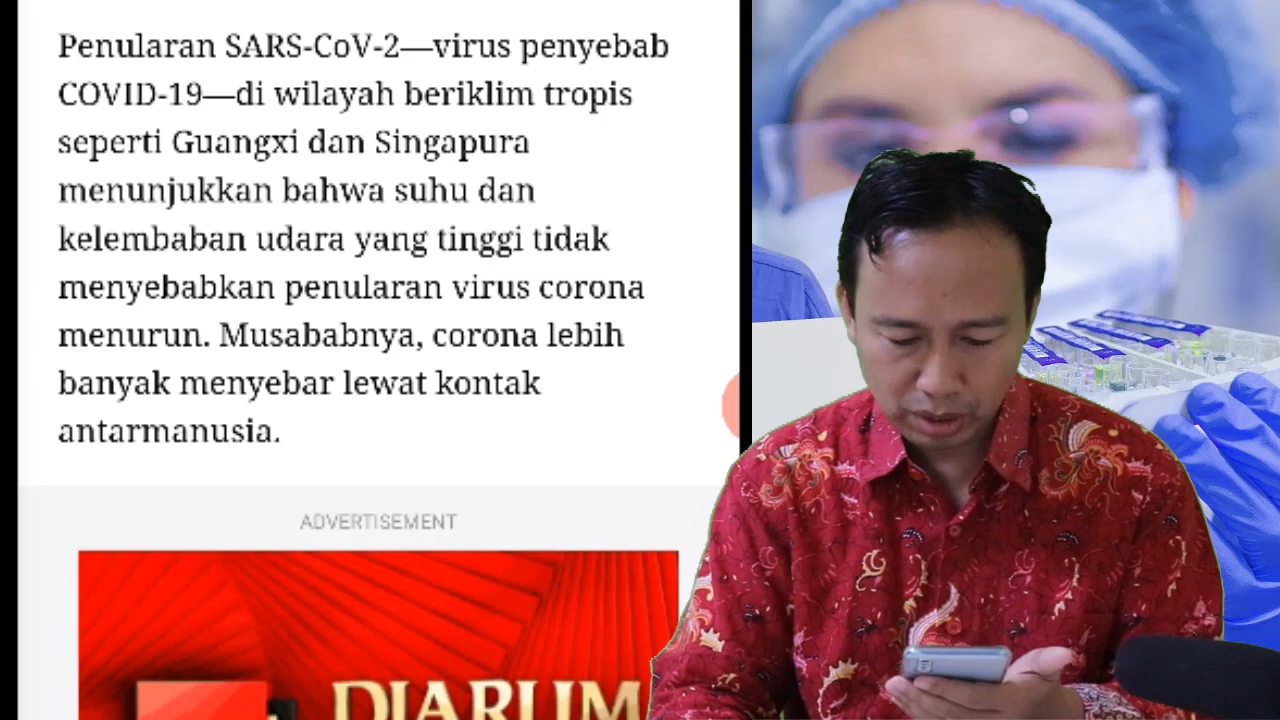 Penularan SARS-CoV-2—virus penyebab
COVID-19—di wilayah beriklim tropis
seperti Guangxi dan Singapura
menunjukkan bahwa suhu dan
kelembaban udara yang tinggi tidak
menyebabkan penularan virus corona
menurun. Musababnya, corona lebih
banyak menyebar lewat kontak
antarmanusia.
ADVERTISEMENT
DJARUM